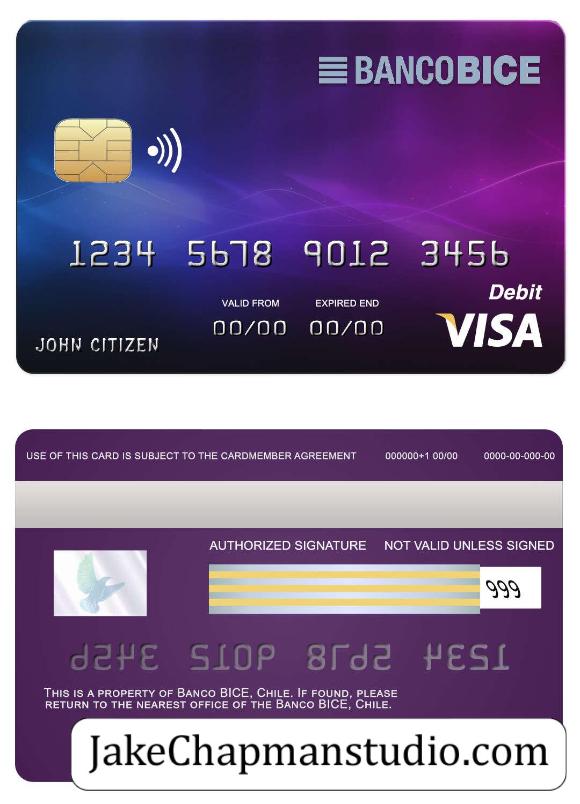 BANCOBICE
1234 5678 9012 3456
Debit
VALID FROM EXPIRED END
00/00 00/00
VISA
JOHN CITIZEN
USE OF THIS CARD IS SUBJECT TO THE CARDMEMBER AGREEMENT 000000+1 00/00 0000-00-000-00
AUTHORIZED SIGNATURE NOT VALID UNLESS SIGNED
999
THIS IS A PROPERTY OF BANCO BICE, CHILE. IF FOUND, PLEASE
RETURN TO THE NEAREST OFFICE OF THE BANCO BICE, CHILE.
JakeChapmanstudio.com